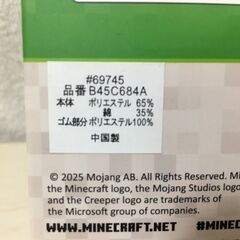 #69745
品番 B45C684A
本体 ポリエステル 65%
綿 35%
ゴム部分 ポリエステル100%
中国製
© 2025 Mojang AB. All Rights
the Minecraft logo, the Mojang Studios logo
and the Creeper logo are trademarks of
the Microsoft group of companies.
WWW.MINECRAFT.NET #MINE